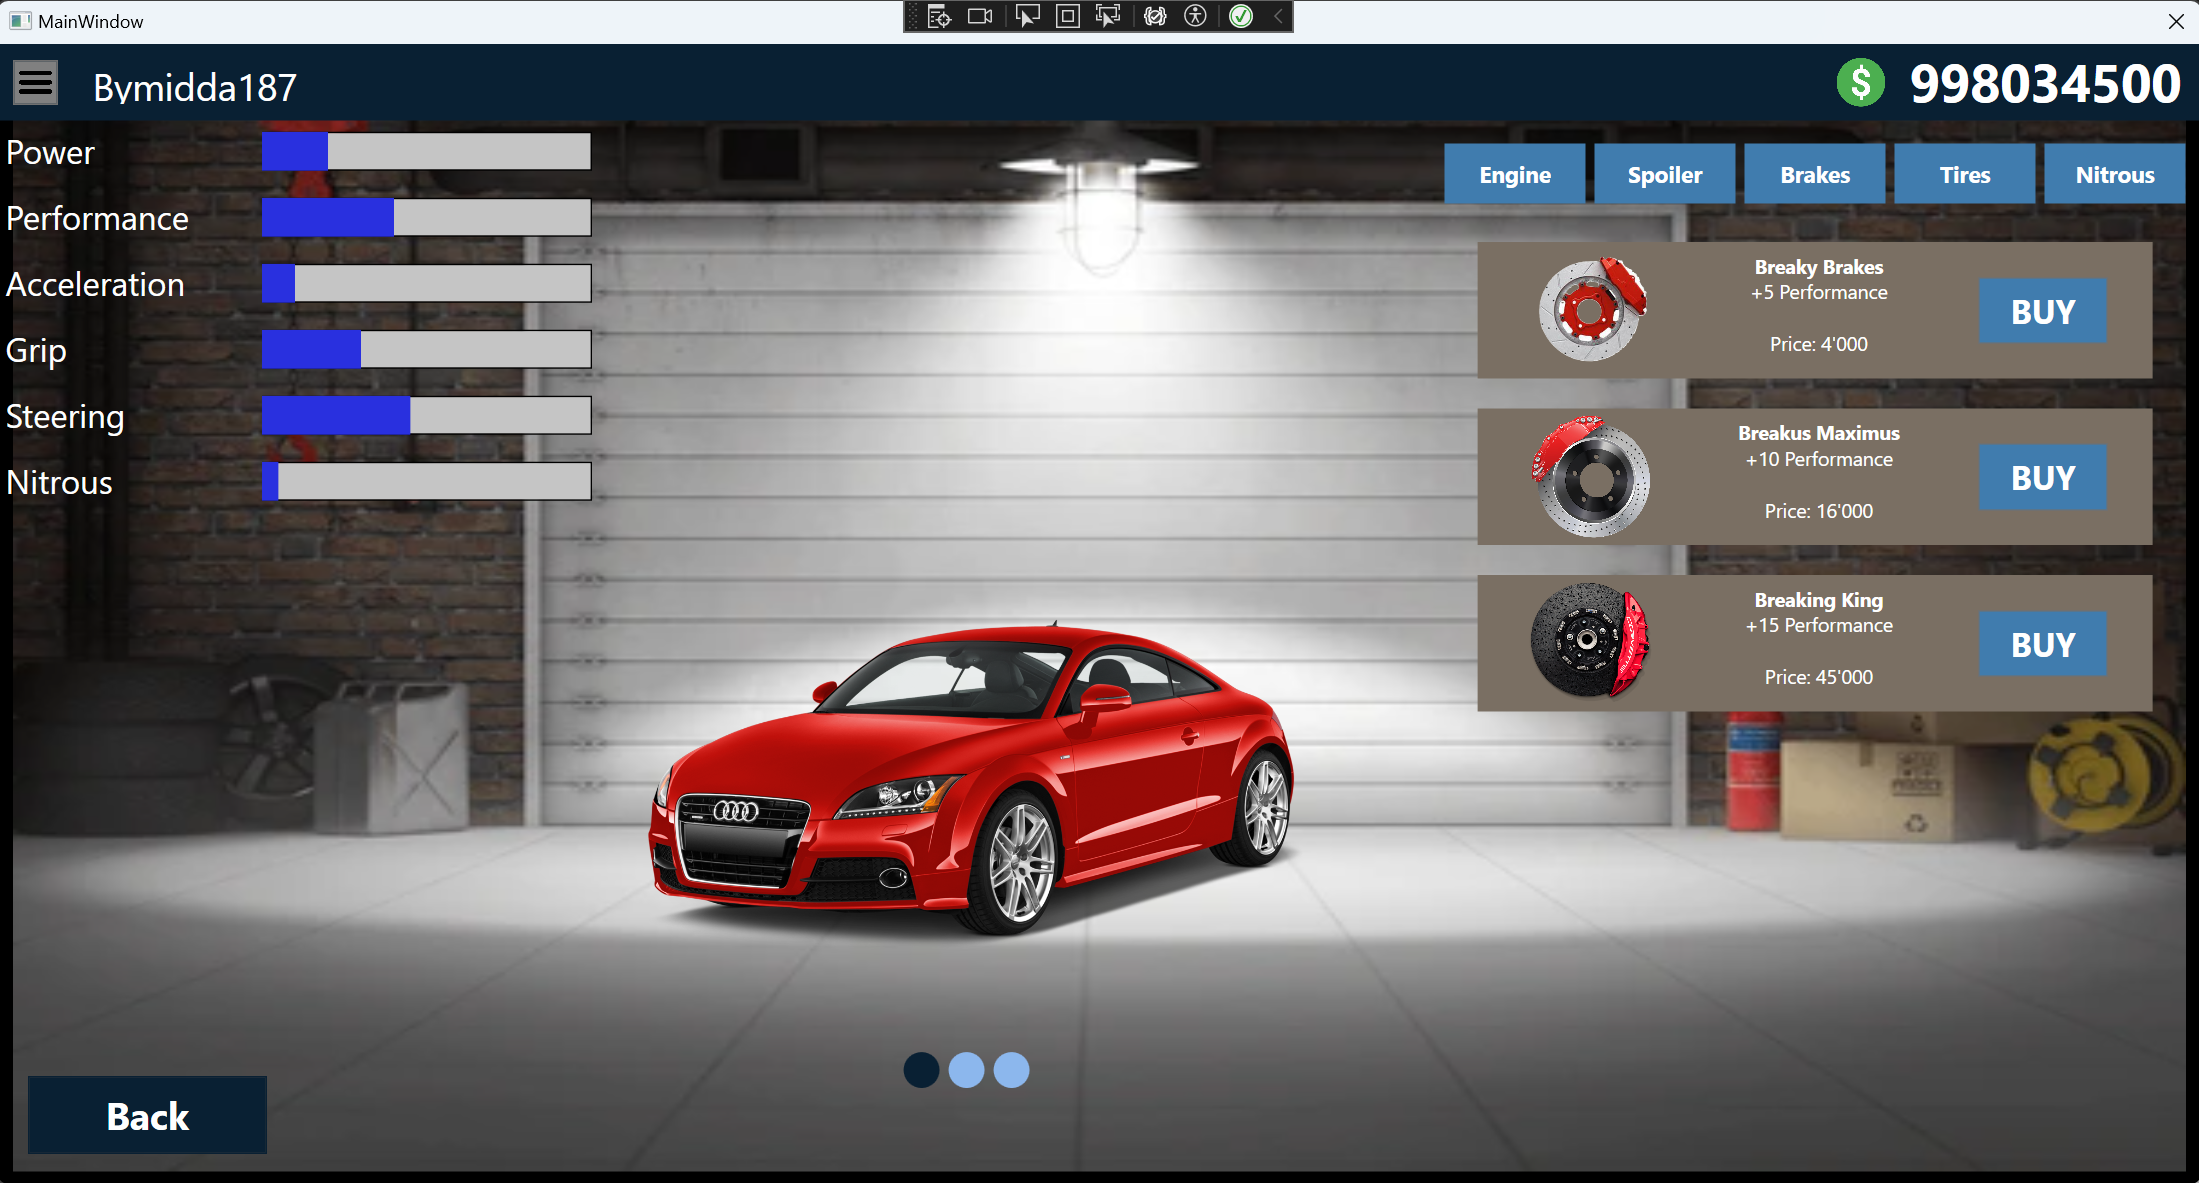 MainWindow
Bymidda187
$ 998034500
Power
Performance
Acceleration
Grip
Steering
Nitrous
Engine Spoiler Brakes Tires Nitrous
Breaky Brakes
+5 Performance
Price: 4'000
BUY
Breakus Maximus
+10 Performance
Price: 16'000
BUY
Breaking King
+15 Performance
Price: 45'000
BUY
Back